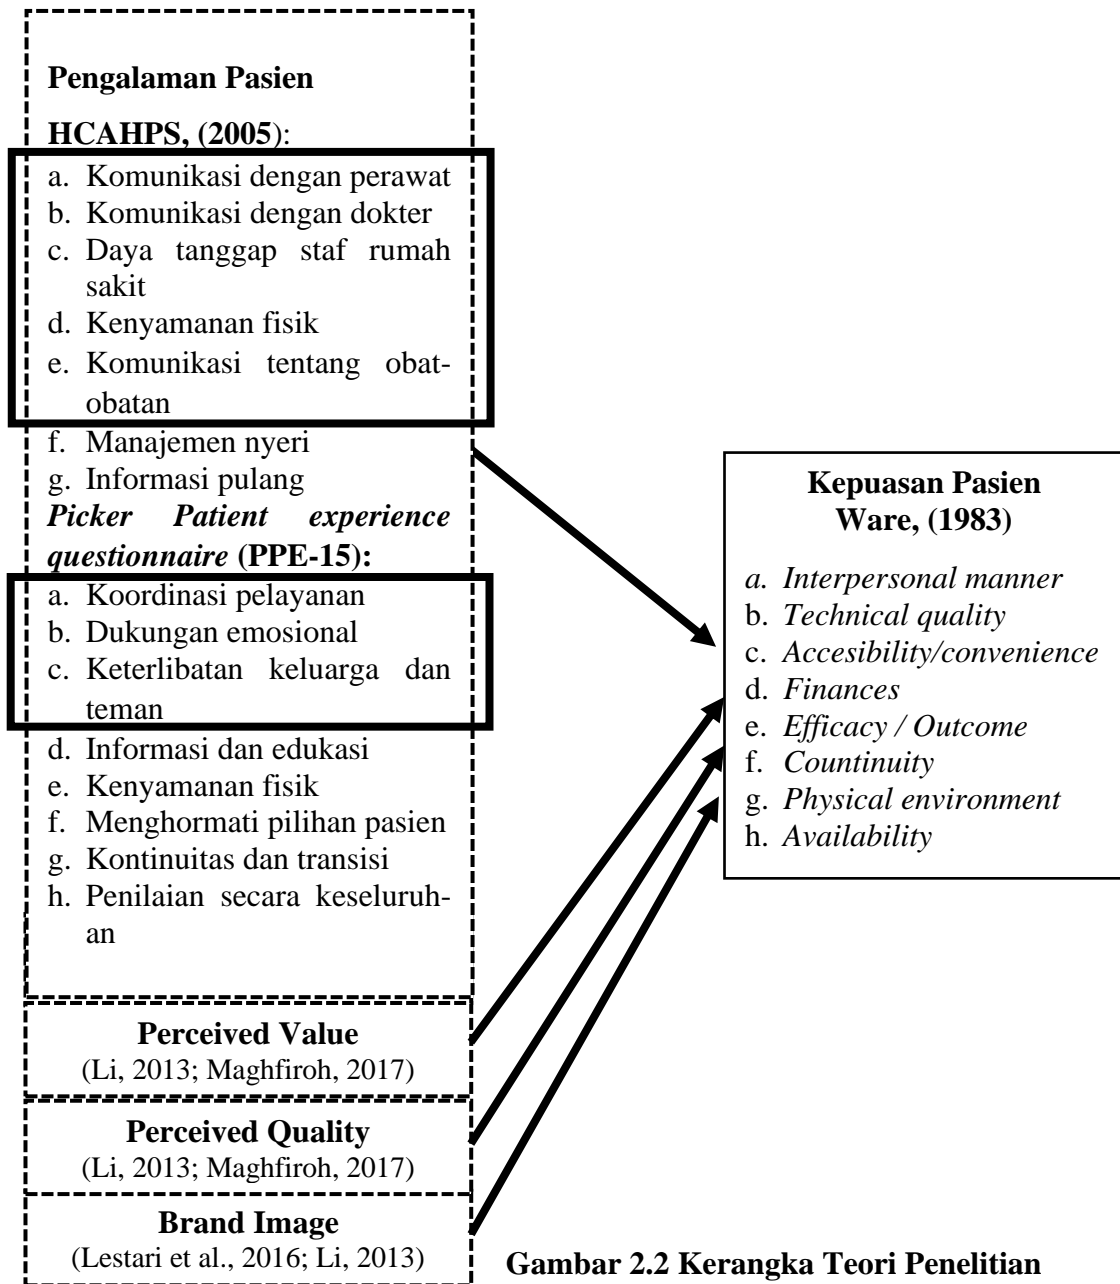 Pengalaman Pasien
HCAHPS, (2005):
a. Komunikasi dengan perawat
b. Komunikasi dengan dokter
c. Daya tanggap staf rumah
sakit
d. Kenyamanan fisik
e. Komunikasi tentang obat-
obatan
f. Manajemen nyeri
g. Informasi pulang
Picker Patient experience
questionnaire (PPE-15):
a. Koordinasi pelayanan
b. Dukungan emosional
c. Keterlibatan keluarga dan
teman
d. Informasi dan edukasi
e. Kenyamanan fisik
f. Menghormati pilihan pasien
g. Kontinuitas dan transisi
h. Penilaian secara keseluruh-
an
Perceived Value
(Li, 2013; Maghfiroh, 2017)
Perceived Quality
(Li, 2013; Maghfiroh, 2017)
Brand Image
(Lestari et al., 2016; Li, 2013)
Kepuasan Pasien
Ware, (1983)
a. Interpersonal manner
b. Technical quality
c. Accesibility/convenience
d. Finances
e. Efficacy / Outcome
f. Countinuity
g. Physical environment
h. Availability
Gambar 2.2 Kerangka Teori Penelitian